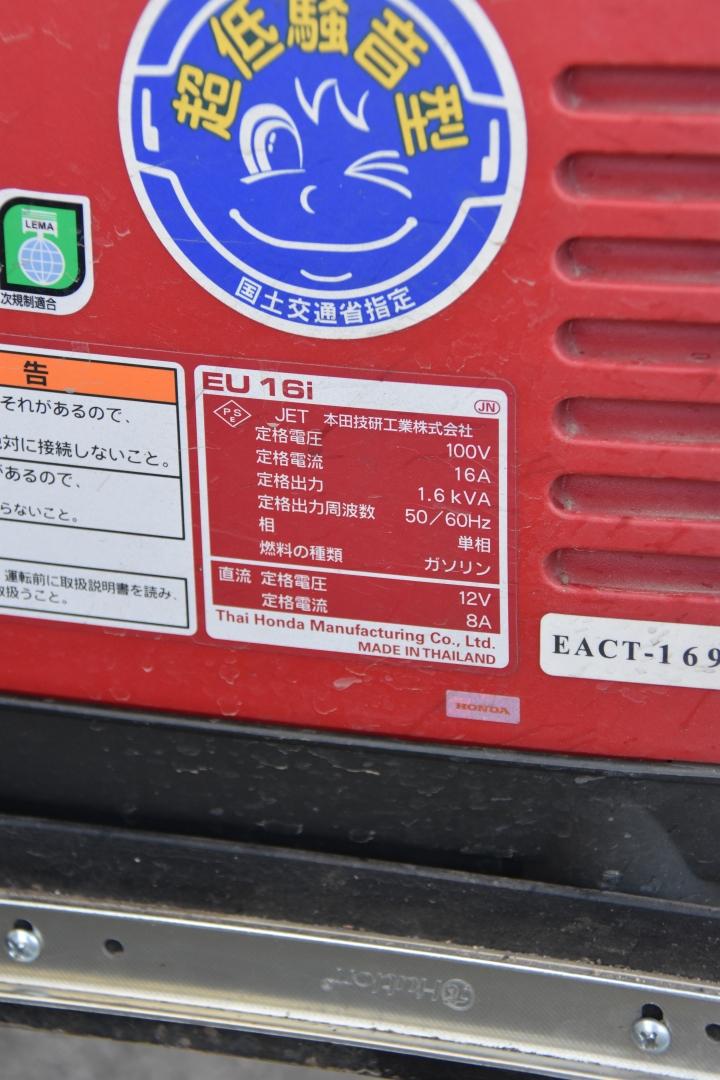 超低騒音型
国土交通省指定
LEMA
次規制適合
告
それがあるので、
絶対に接続しないこと。
があるので、
らないこと。
運転前に取扱説明書を読み、
取扱うこと。
EU 16i
JN
PSE JET 本田技研工業株式会社
定格電圧 100V
定格電流 16A
定格出力 1.6 kVA
定格出力周波数 50/60Hz
相 単相
燃料の種類 ガソリン
直流 定格電圧 12V
定格電流 8A
Thai Honda Manufacturing Co., Ltd.
MADE IN THAILAND
EACT-169
HONDA